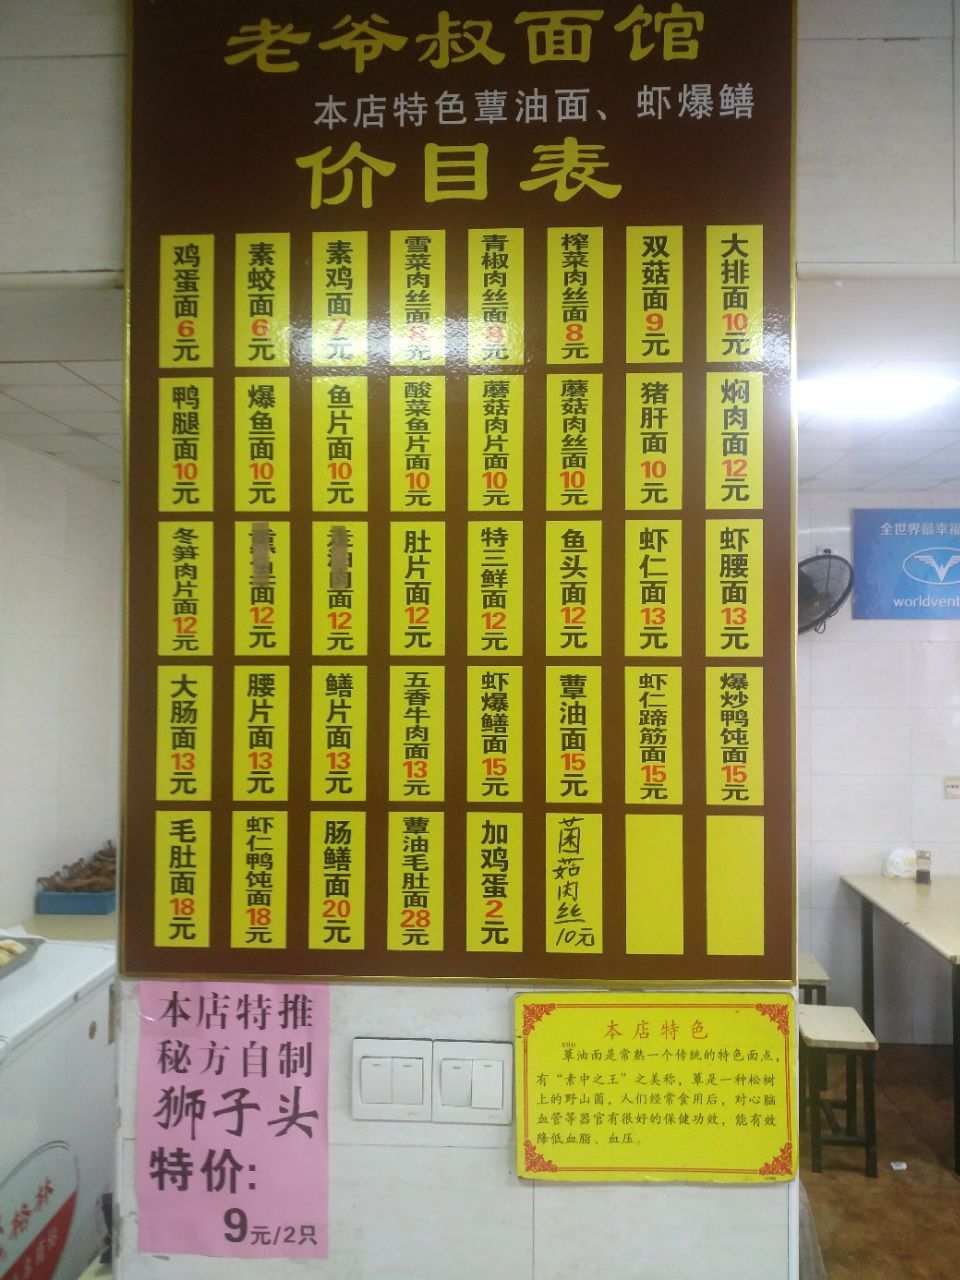 老爷叔面馆
本店特色蕈油面、虾爆鳝
价目表
鸡蛋面6元
素蛟面6元
素鸡面7元
雪菜肉丝面8元
青椒肉丝面8元
榨菜肉丝面8元
双菇面9元
大排面10元
鸭腿面10元
爆鱼面10元
鱼片面10元
酸菜鱼片面10元
蘑菇肉片面10元
蘑菇肉丝面10元
猪肝面10元
焖肉面12元
冬笋肉片面12元
面12元
面12元
肚片面12元
特三鲜面12元
鱼头面12元
虾仁面13元
虾腰面13元
大肠面13元
腰片面13元
鳝片面13元
五香牛肉面13元
虾爆鳝面15元
蕈油面15元
虾仁蹄筋面15元
爆炒鸭饨面15元
毛肚面18元
虾仁鸭饨面18元
肠鳝面20元
蕈油毛肚面28元
加鸡蛋2元
菌菇肉丝10元
本店特推
秘方自制
狮子头
特价:
9元/2只
本店特色
xùn
蕈油面是常熟一个传统的特色面点,
有“素中之王”之美称,蕈是一种松树
上的野山菌,人们经常食用后,对心脑
血管等器官有很好的保健功效,能有效
降低血脂、血压。
全世界最幸福
worldvent
格林